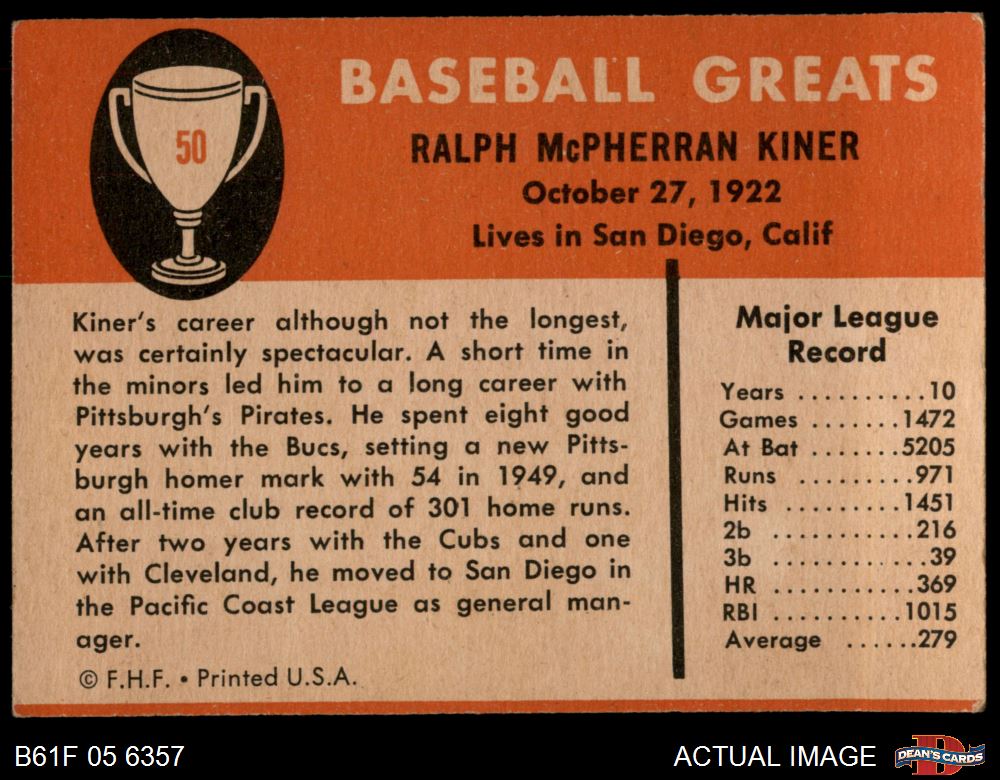 50
BASEBALL GREATS
RALPH McPHERRAN KINER
October 27, 1922
Lives in San Diego, Calif
Kiner's career although not the longest,
was certainly spectacular. A short time in
the minors led him to a long career with
Pittsburgh's Pirates. He spent eight good
years with the Bucs, setting a new Pitts-
burgh homer mark with 54 in 1949, and
an all-time club record of 301 home runs.
After two years with the Cubs and one
with Cleveland, he moved to San Diego in
the Pacific Coast League as general man-
ager.
© F.H.F. • Printed U.S.A.
Major League
Record
Years ..........10
Games .......1472
At Bat .......5205
Runs .........971
Hits .........1451
2b ...........216
3b ............39
HR ..........369
RBI .........1015
Average ......279
B61F 05 6357
ACTUAL IMAGE
D
DEAN'S CARDS